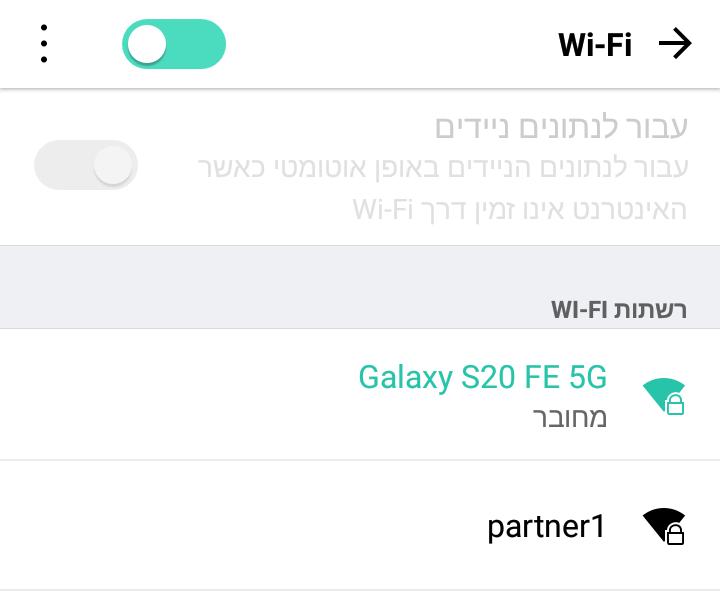 Wi-Fi
עבור לנתונים ניידים
עבור לנתונים הניידים באופן אוטומטי כאשר
האינטרנט אינו זמין דרך Wi-Fi
רשתות WI-FI
Galaxy S20 FE 5G
מחובר
partner1